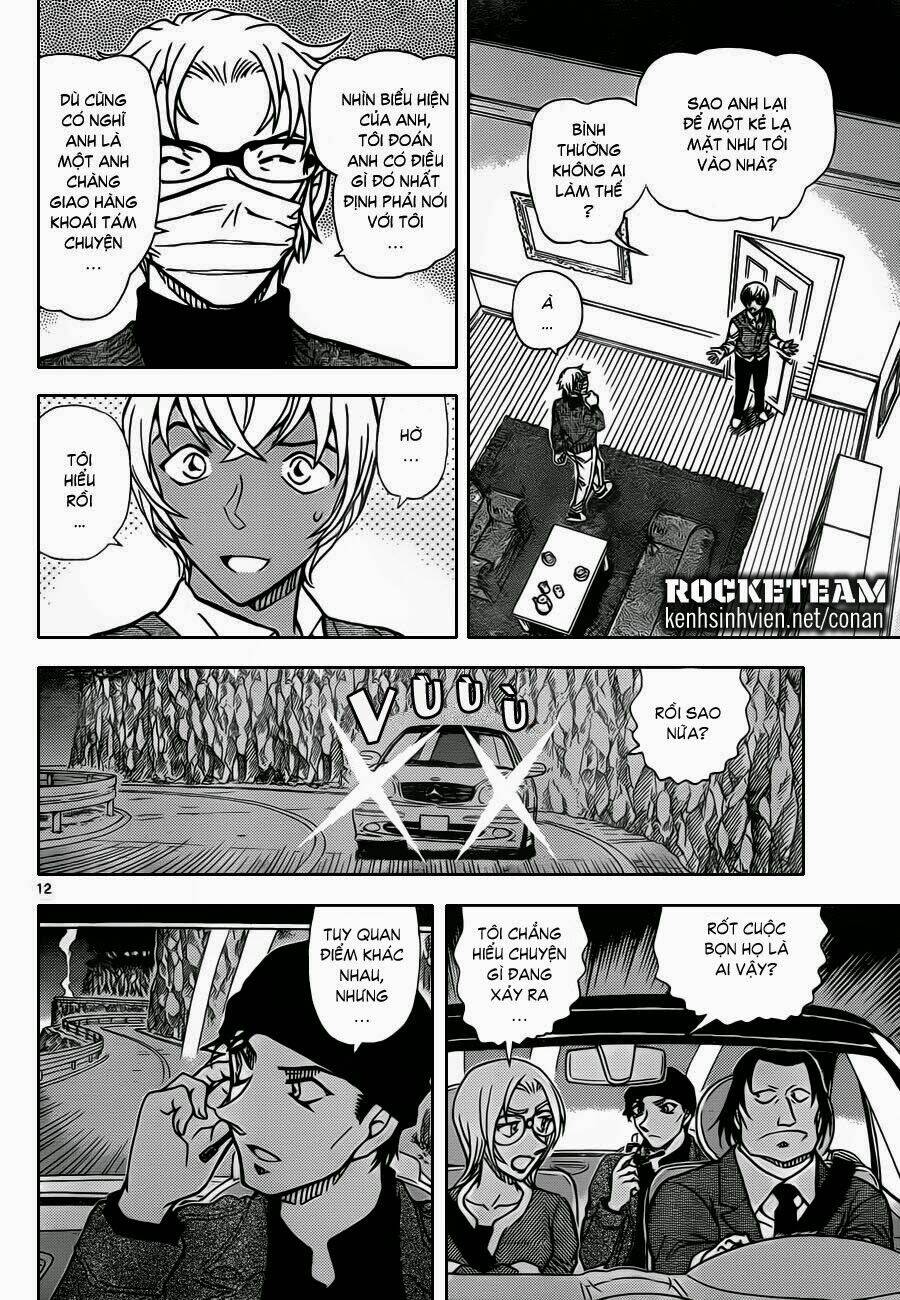 DÙ CŨNG
CÓ NGHĨ
ANH LÀ
MỘT ANH
CHÀNG
GIAO HÀNG
KHOÁI TÁM
CHUYỆN
...
NHÌN BIỂU HIỆN
CỦA ANH,
TÔI ĐOÁN
ANH CÓ ĐIỀU
GÌ ĐÓ NHẤT
ĐỊNH PHẢI NÓI
VỚI TÔI
...
SAO ANH LẠI
ĐỂ MỘT KẺ LẠ
MẶT NHƯ TÔI
VÀO NHÀ?
BÌNH
THƯỜNG
KHÔNG AI
LÀM THẾ
?
À
...
HỜ
...
TÔI
HIỂU
RỒI
...
ROCKETEAM
kenhsinhvien.net/conan
VÙÙÙ
RỒI SAO
NỮA?
12
TUY QUAN
ĐIỂM KHÁC
NHAU,
NHƯNG
...
TÔI CHẲNG
HIỂU CHUYỆN
GÌ ĐANG
XẢY RA
...
RỐT CUỘC
BỌN HỌ LÀ
AI VẬY?